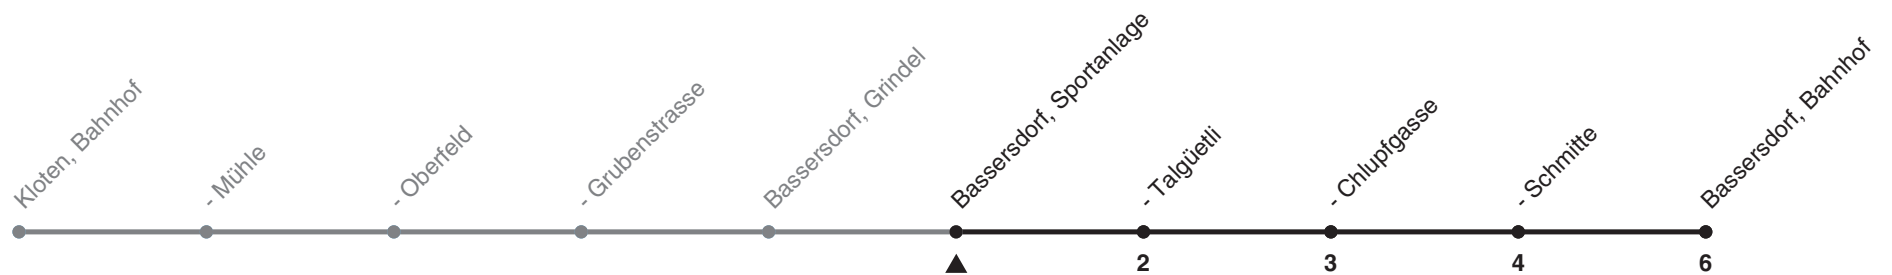 Kloten, Bahnhof
- Mühle
- Oberfeld
- Grubenstrasse
Bassersdorf, Grindel
Bassersdorf, Sportanlage
- Talgüetli
- Chlupfgasse
- Schmitte
Bassersdorf, Bahnhof
2
3
4
6